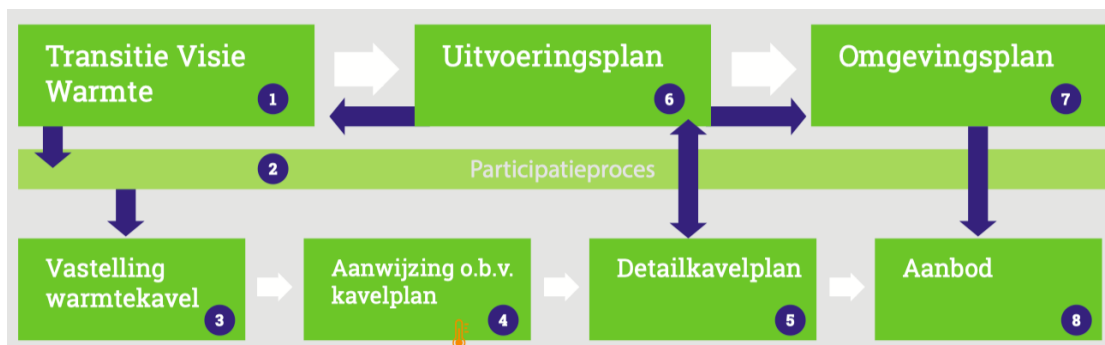 Transitie Visie
Warmte
1
Uitvoeringsplan
6
Omgevingsplan
7
2
Participatieproces
Vastelling
warmtekavel
3
Aanwijzing o.b.v.
kavelplan
4
Detailkavelplan
5
Aanbod
8